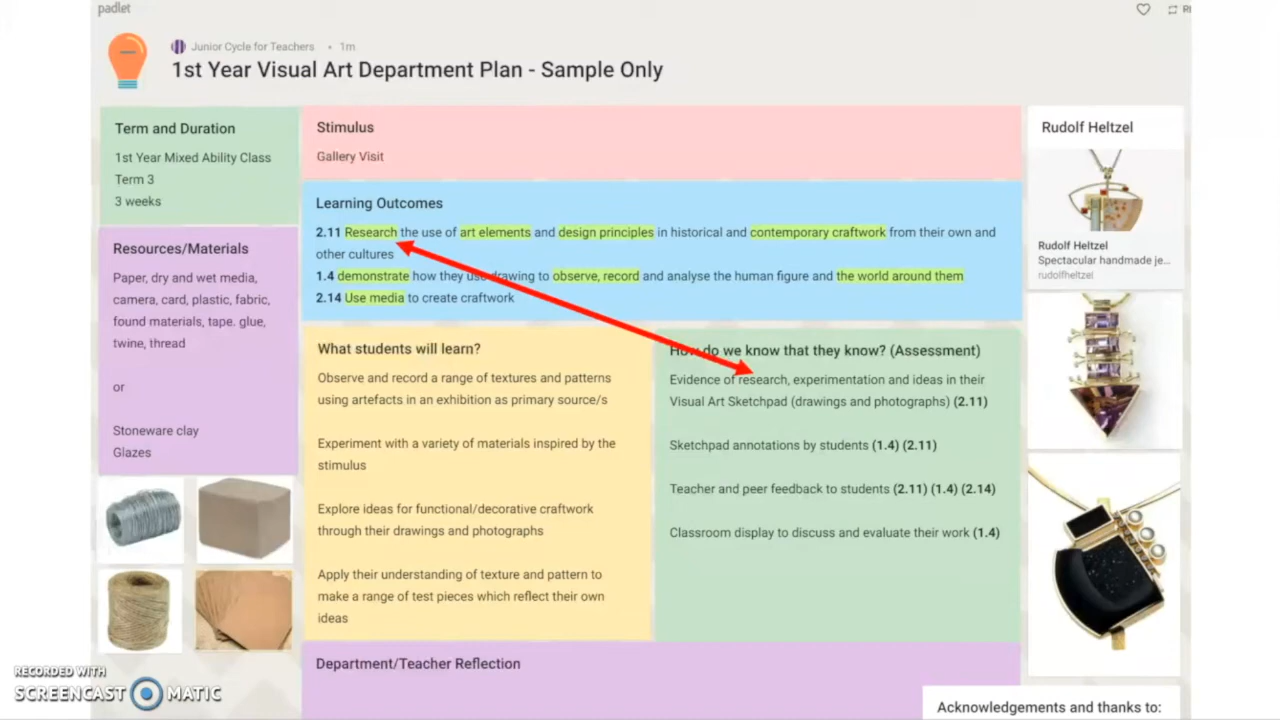 padlet
Junior Cycle for Teachers • 1m
1st Year Visual Art Department Plan - Sample Only
Term and Duration
1st Year Mixed Ability Class
Term 3
3 weeks
Resources/Materials
Paper, dry and wet media,
camera, card, plastic, fabric,
found materials, tape. glue,
twine, thread
or
Stoneware clay
Glazes
Stimulus
Gallery Visit
Learning Outcomes
2.11 Research the use of art elements and design principles in historical and contemporary craftwork from their own and
other cultures
1.4 demonstrate how they use drawing to observe, record and analyse the human figure and the world around them
2.14 Use media to create craftwork
What students will learn?
Observe and record a range of textures and patterns
using artefacts in an exhibition as primary source/s
Experiment with a variety of materials inspired by the
stimulus
Explore ideas for functional/decorative craftwork
through their drawings and photographs
Apply their understanding of texture and pattern to
make a range of test pieces which reflect their own
ideas
How do we know that they know? (Assessment)
Evidence of research, experimentation and ideas in their
Visual Art Sketchpad (drawings and photographs) (2.11)
Sketchpad annotations by students (1.4) (2.11)
Teacher and peer feedback to students (2.11) (1.4) (2.14)
Classroom display to discuss and evaluate their work (1.4)
Department/Teacher Reflection
Rudolf Heltzel
Rudolf Heltzel
Spectacular handmade je...
rudolfheltzel
Acknowledgements and thanks to:
RECORDED WITH
SCREENCAST MATIC